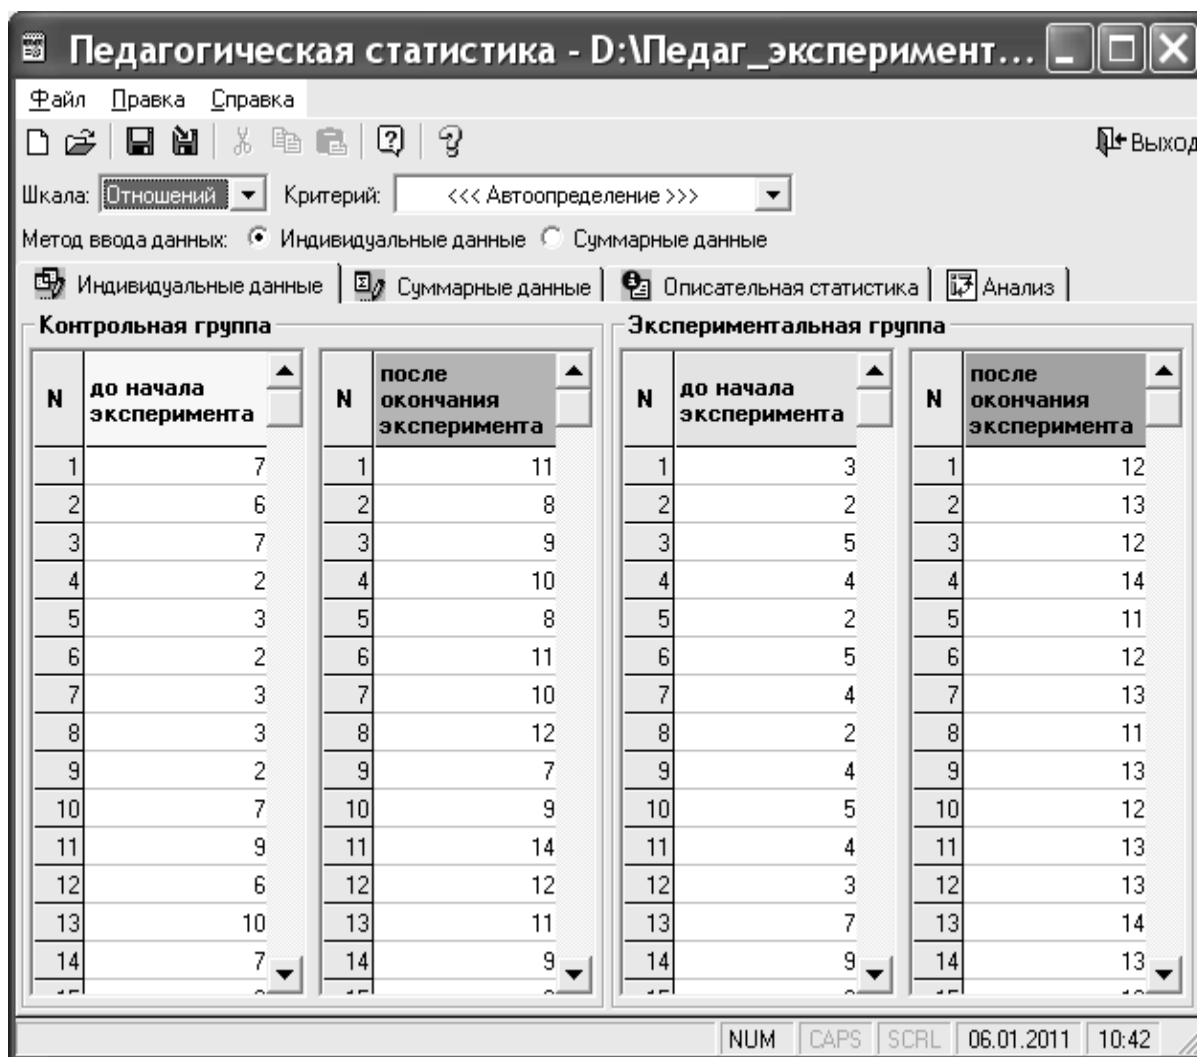 Педагогическая статистика - D:\Педаг_эксперимент...
Файл Правка Справка
Выход
Шкала: Отношений Критерий: <<< Автоопределение >>>
Метод ввода данных: Индивидуальные данные Суммарные данные
Индивидуальные данные Суммарные данные Описательная статистика Анализ
Контрольная группа Экспериментальная группа
N до начала эксперимента N после окончания эксперимента N до начала эксперимента N после окончания эксперимента
1 7 1 11 1 3 1 12
2 6 2 8 2 2 2 13
3 7 3 9 3 5 3 12
4 2 4 10 4 4 4 14
5 3 5 8 5 2 5 11
6 2 6 11 6 5 6 12
7 3 7 10 7 4 7 13
8 3 8 12 8 2 8 11
9 2 9 7 9 4 9 13
10 7 10 9 10 5 10 12
11 9 11 14 11 4 11 13
12 6 12 12 12 3 12 13
13 10 13 11 13 7 13 14
14 7 14 9 14 9 14 13
NUM CAPS SCRL 06.01.2011 10:42